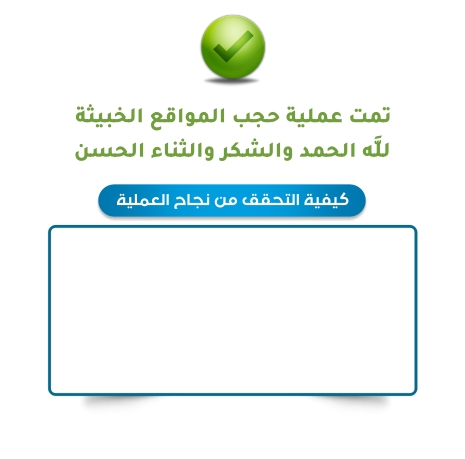 تمت عملية حجب المواقع الخبيثة
للَّه الحمد والشكر والثناء الحسن
كيفية التحقق من نجاح العملية